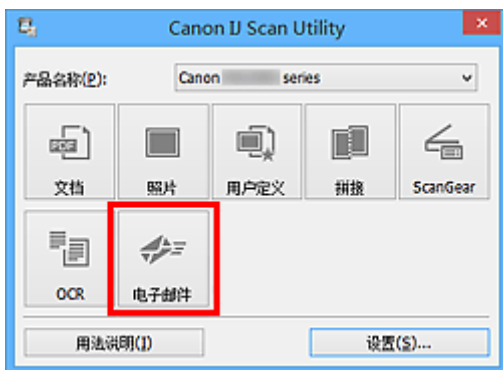 Canon IJ Scan Utility
产品名称(P): Canon series
文档 照片 用户定义 拼接 ScanGear
OCR 电子邮件
用法说明(I) 设置(S)...